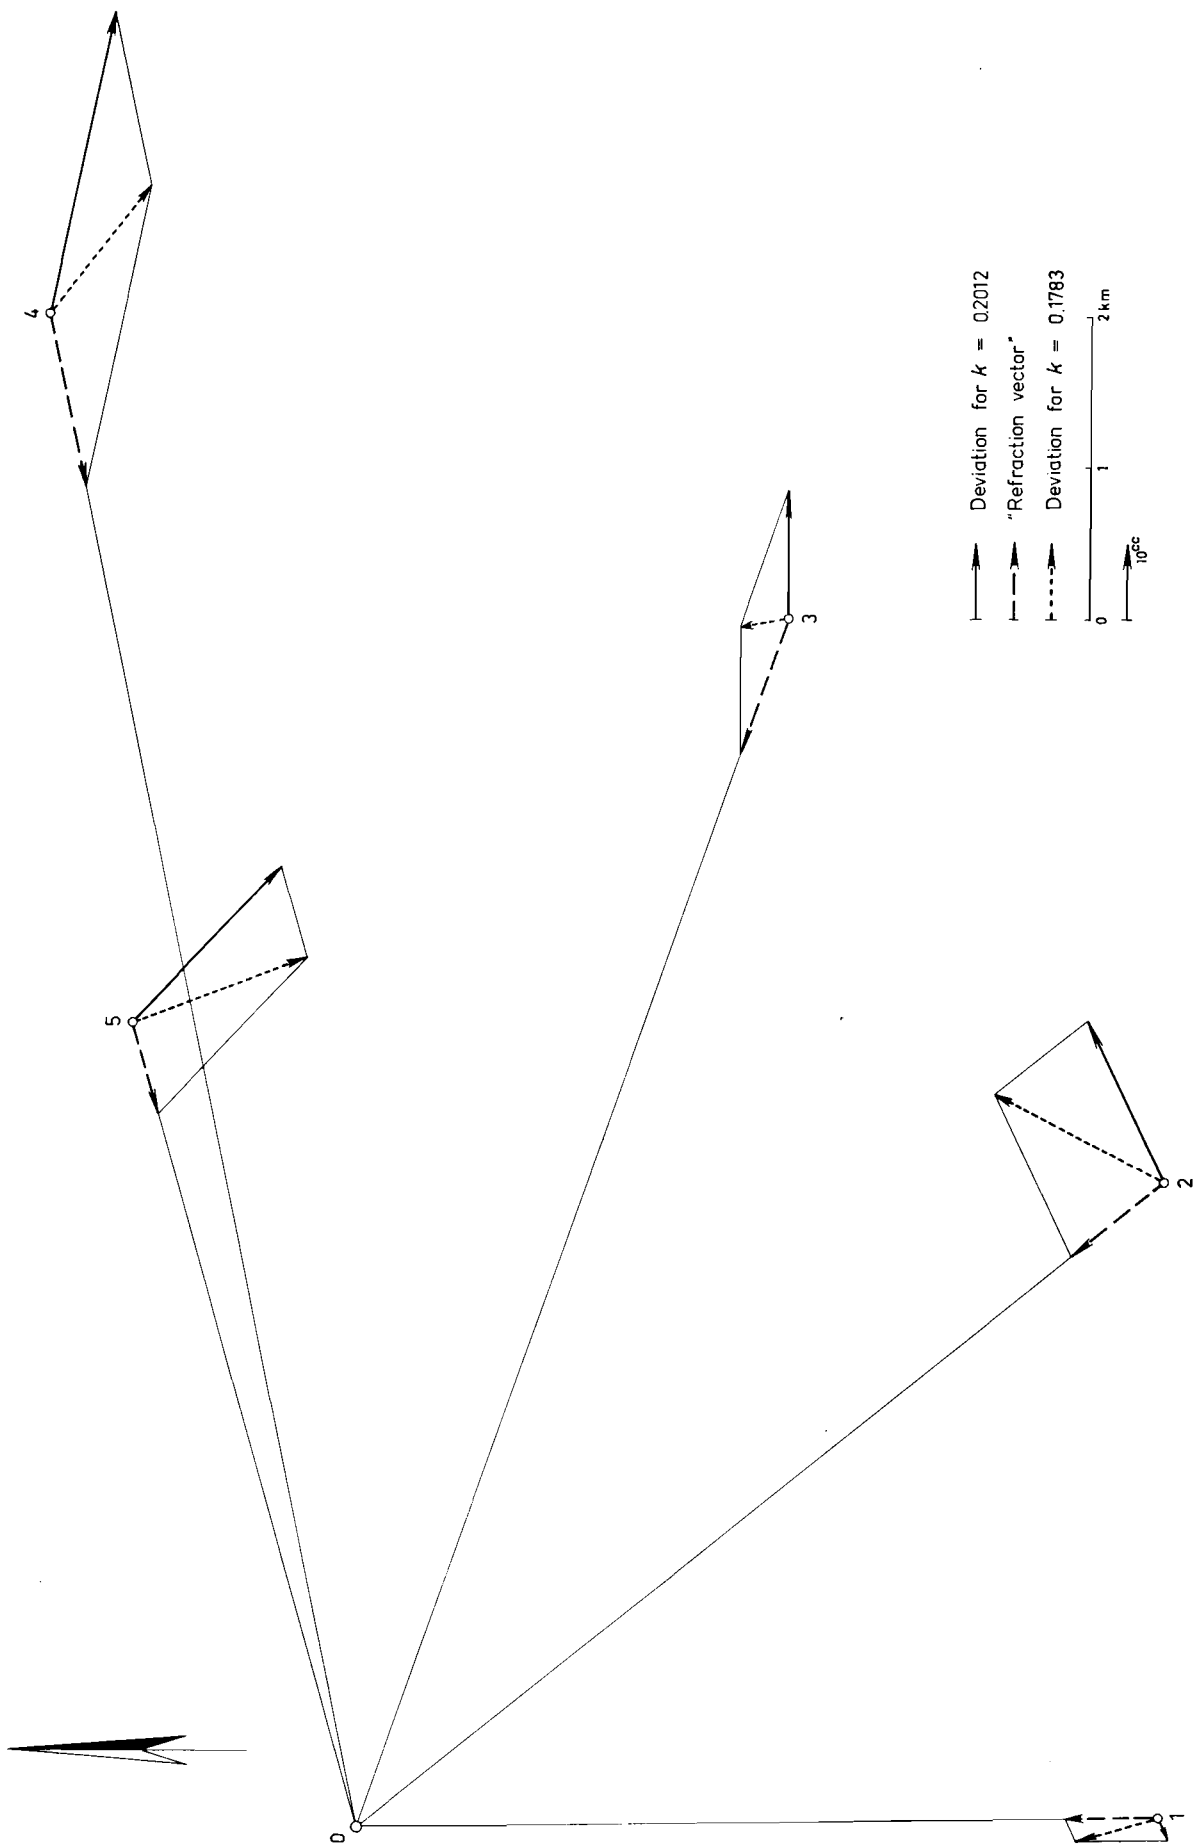 4
5
3
2
0
1
Deviation for k = 0.2012
"Refraction vector"
Deviation for k = 0.1783
0 1 2 km
10cc